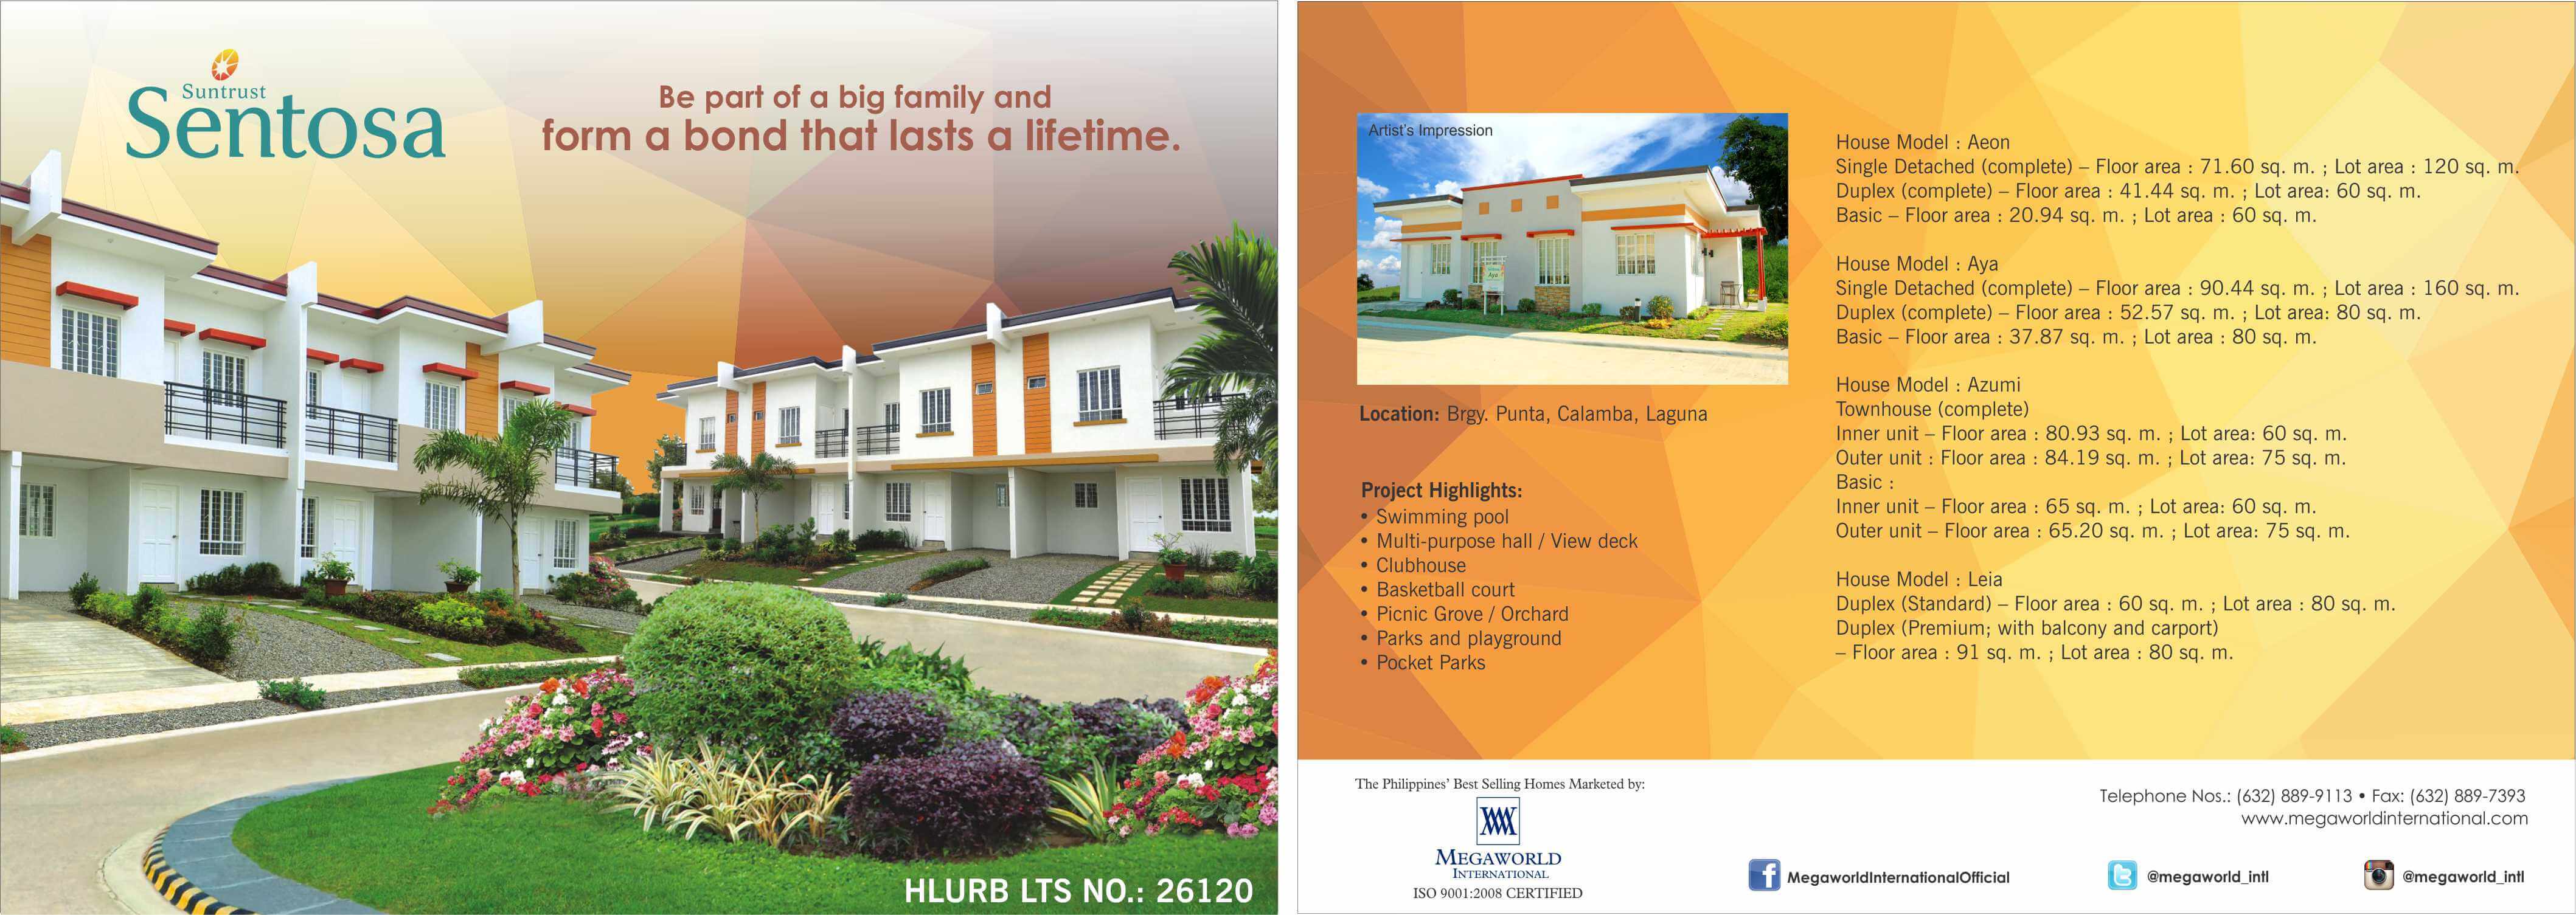 Suntrust
Sentosa
Be part of a big family and
form a bond that lasts a lifetime.
HLURB LTS NO.: 26120
Artist's Impression
Aya
Location: Brgy. Punta, Calamba, Laguna
Project Highlights:
• Swimming pool
• Multi-purpose hall / View deck
• Clubhouse
• Basketball court
• Picnic Grove / Orchard
• Parks and playground
• Pocket Parks
House Model : Aeon
Single Detached (complete) – Floor area : 71.60 sq. m. ; Lot area : 120 sq. m.
Duplex (complete) – Floor area : 41.44 sq. m. ; Lot area: 60 sq. m.
Basic – Floor area : 20.94 sq. m. ; Lot area : 60 sq. m.
House Model : Aya
Single Detached (complete) – Floor area : 90.44 sq. m. ; Lot area : 160 sq. m.
Duplex (complete) – Floor area : 52.57 sq. m. ; Lot area: 80 sq. m.
Basic – Floor area : 37.87 sq. m. ; Lot area : 80 sq. m.
House Model : Azumi
Townhouse (complete)
Inner unit – Floor area : 80.93 sq. m. ; Lot area: 60 sq. m.
Outer unit : Floor area : 84.19 sq. m. ; Lot area: 75 sq. m.
Basic :
Inner unit – Floor area : 65 sq. m. ; Lot area: 60 sq. m.
Outer unit – Floor area : 65.20 sq. m. ; Lot area: 75 sq. m.
House Model : Leia
Duplex (Standard) – Floor area : 60 sq. m. ; Lot area : 80 sq. m.
Duplex (Premium; with balcony and carport)
– Floor area : 91 sq. m. ; Lot area : 80 sq. m.
The Philippines' Best Selling Homes Marketed by:
MEGAWORLD
INTERNATIONAL
ISO 9001:2008 CERTIFIED
Telephone Nos.: (632) 889-9113 • Fax: (632) 889-7393
www.megaworldinternational.com
MegaworldInternationalOfficial
@megaworld_intl
@megaworld_intl